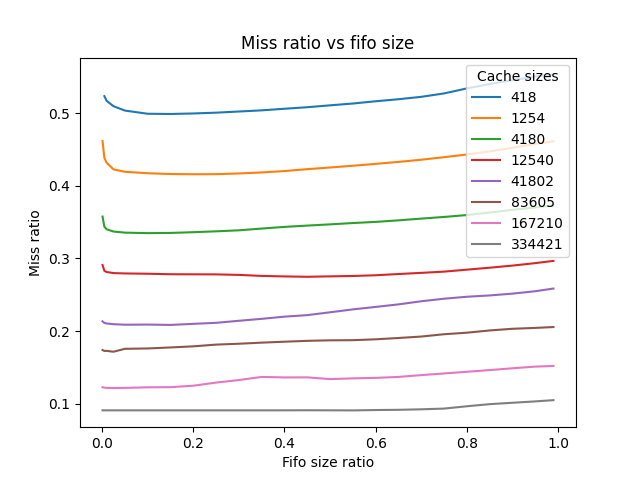 Miss ratio vs fifo size
Cache sizes
418
1254
4180
12540
41802
83605
167210
334421
Miss ratio
0.5
0.4
0.3
0.2
0.1
0.0 0.2 0.4 0.6 0.8 1.0
Fifo size ratio